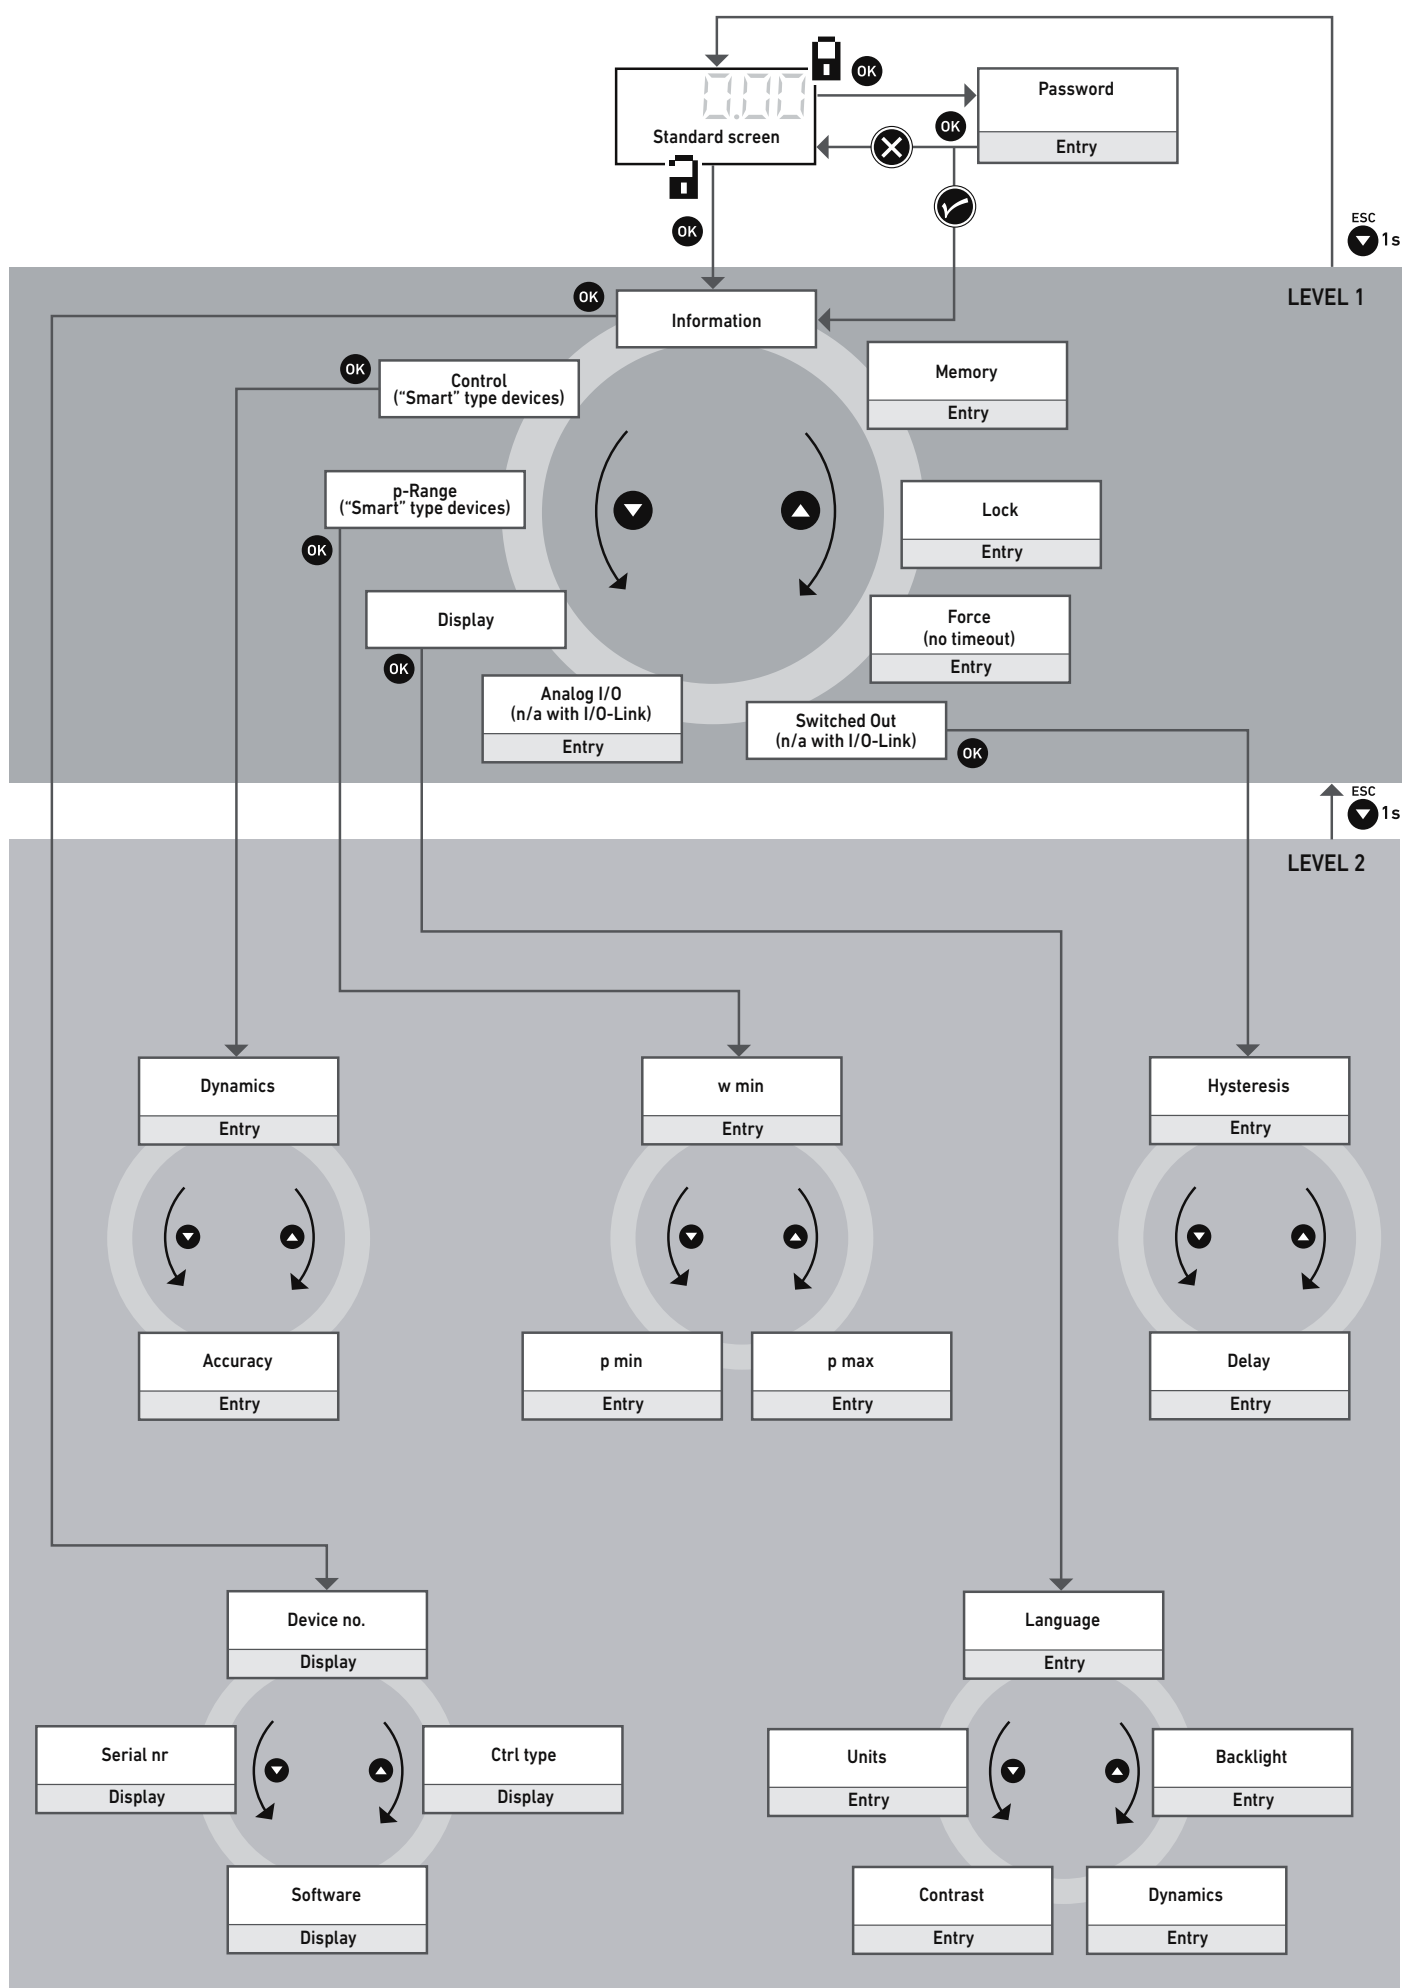 0.00
Standard screen
OK
Password
Entry
OK
OK
ESC
1s
LEVEL 1
OK
Information
OK
Control
(“Smart” type devices)
Memory
Entry
p-Range
(“Smart” type devices)
OK
Lock
Entry
Display
OK
Force
(no timeout)
Entry
Analog I/O
(n/a with I/O-Link)
Entry
Switched Out
(n/a with I/O-Link)
OK
ESC
1s
LEVEL 2
Dynamics
Entry
w min
Entry
Hysteresis
Entry
Accuracy
Entry
p min
Entry
p max
Entry
Delay
Entry
Device no.
Display
Language
Entry
Serial nr
Display
Ctrl type
Display
Units
Entry
Backlight
Entry
Software
Display
Contrast
Entry
Dynamics
Entry